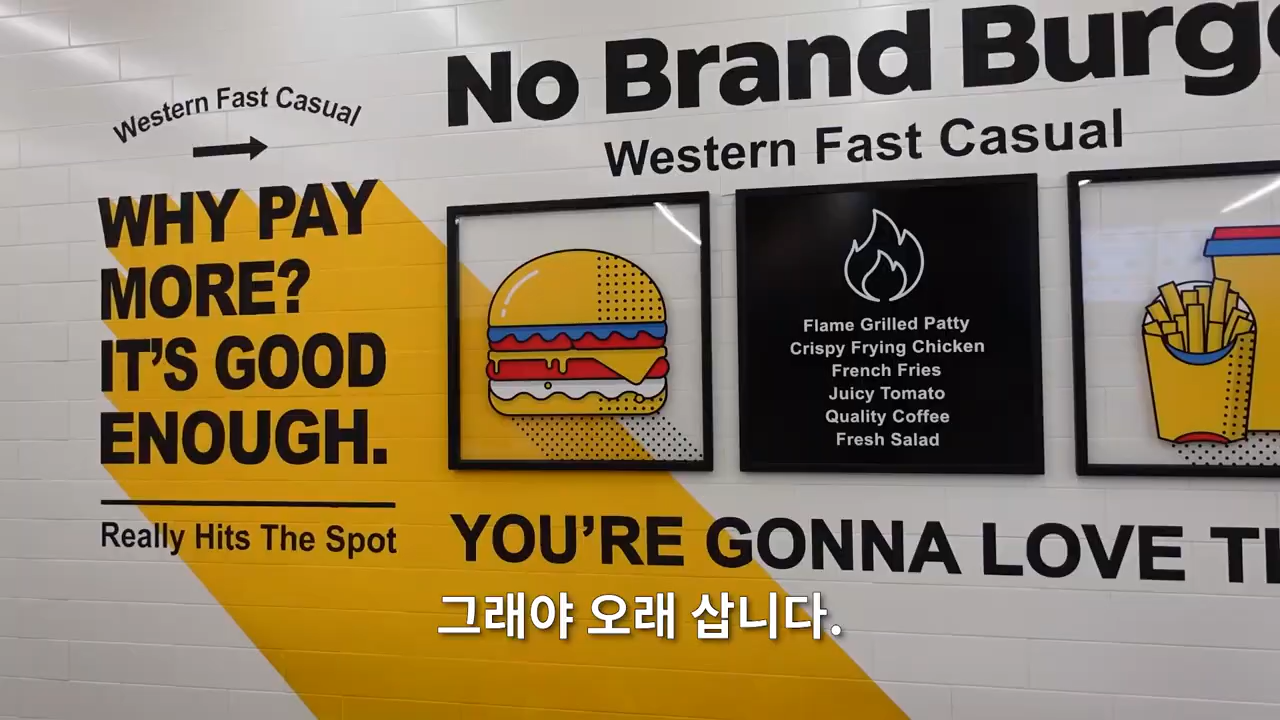 Western Fast Casual
WHY PAY
MORE?
IT'S GOOD
ENOUGH.
Really Hits The Spot
No Brand Burg
Western Fast Casual
Flame Grilled Patty
Crispy Frying Chicken
French Fries
Juicy Tomato
Quality Coffee
Fresh Salad
YOU'RE GONNA LOVE
그래야 오래 삽니다.